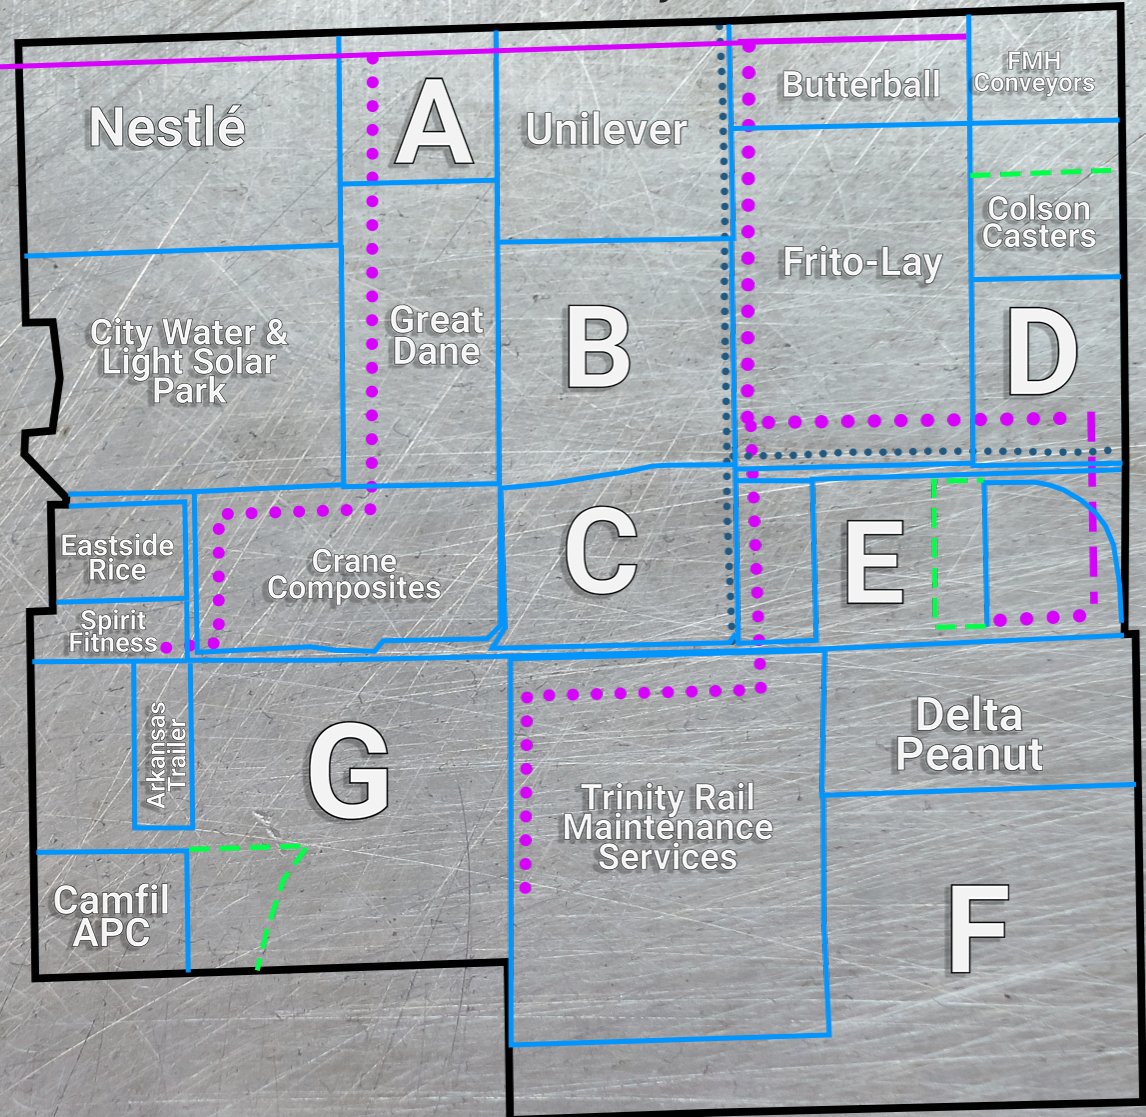 Nestlé
A
Unilever
Butterball
FMH
Conveyors
Colson
Casters
Frito-Lay
City Water &
Light Solar
Park
Great
Dane
B
D
Eastside
Rice
Spirit
Fitness
Crane
Composites
C
E
Arkansas
Trailer
G
Trinity Rail
Maintenance
Services
Delta
Peanut
Camfil
APC
F